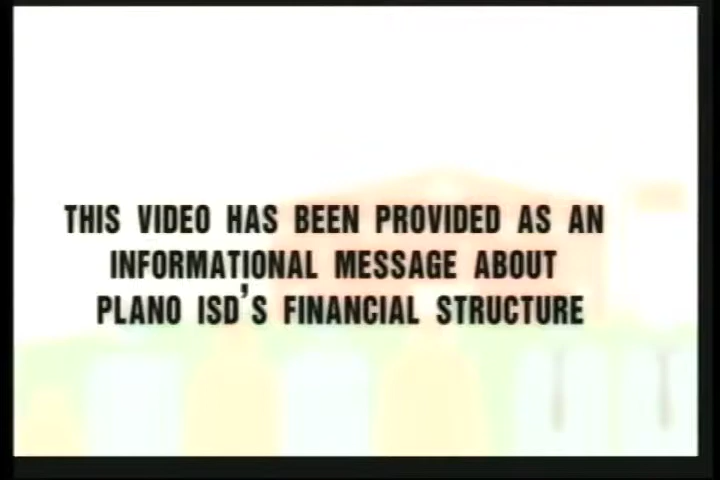 THIS VIDEO HAS BEEN PROVIDED AS AN
INFORMATIONAL MESSAGE ABOUT
PLANO ISD'S FINANCIAL STRUCTURE